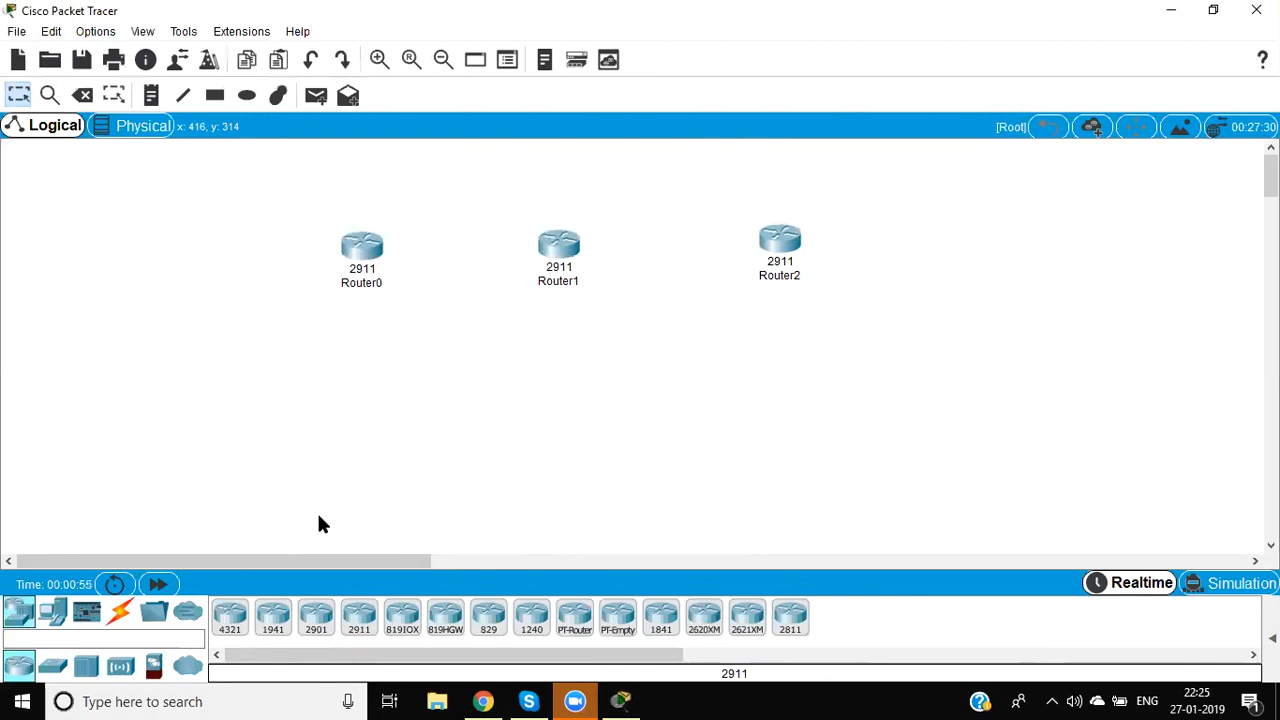 Cisco Packet Tracer
File Edit Options View Tools Extensions Help
Logical Physical x: 416, y: 314 [Root] 00:27:30
2911
Router0
2911
Router1
2911
Router2
Time: 00:00:55 Realtime Simulation
4321 1941 2901 2911 819IOX 819HGW 829 1240 PT-Router PT-Empty 1841 2620XM 2621XM 2811
2911
Type here to search
ENG
22:25
27-01-2019
1